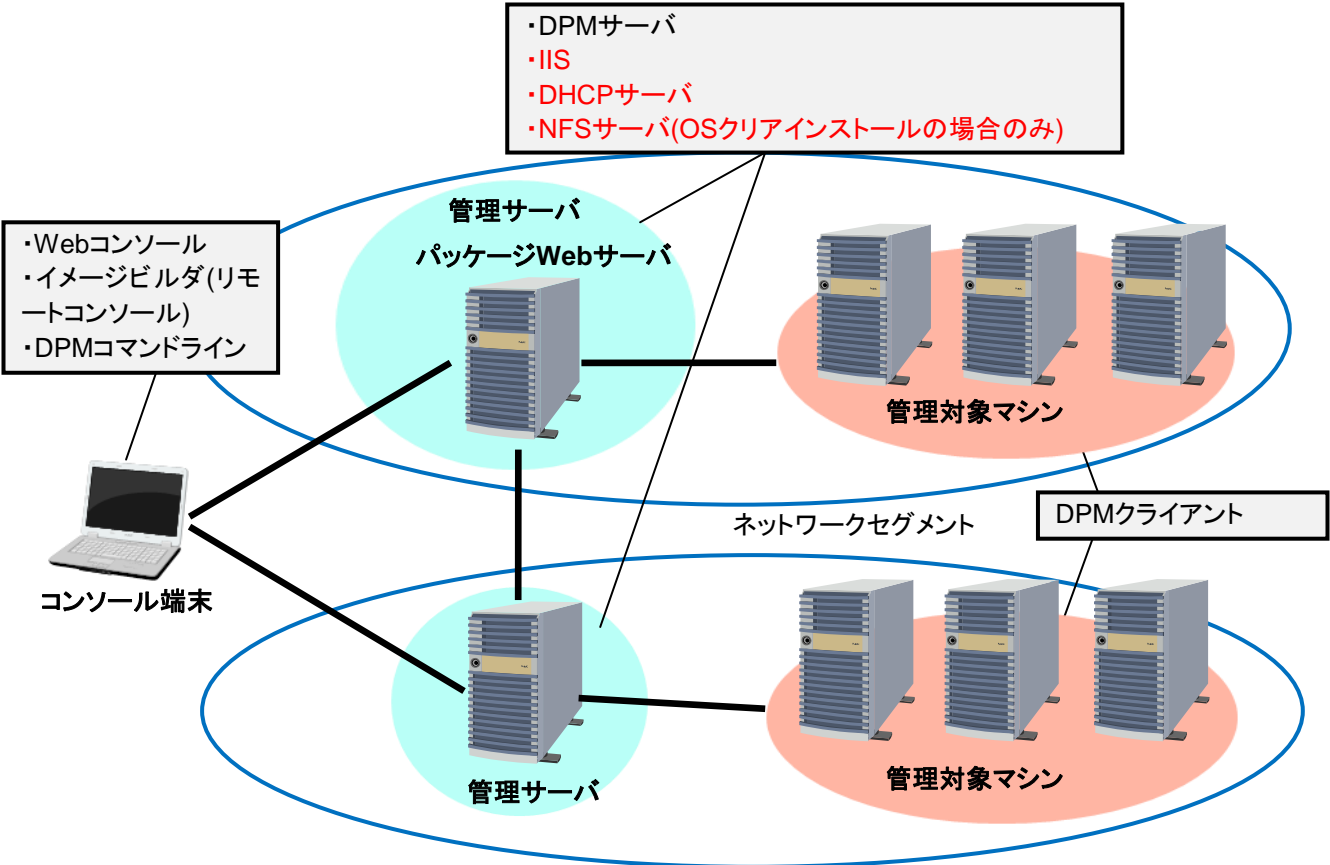 ・DPMサーバ
・IIS
・DHCPサーバ
・NFSサーバ(OSクリアインストールの場合のみ)
管理サーバ
パッケージWebサーバ
・Webコンソール
・イメージビルダ(リモ
ートコンソール)
・DPMコマンドライン
管理対象マシン
ネットワークセグメント
DPMクライアント
コンソール端末
管理サーバ
管理対象マシン